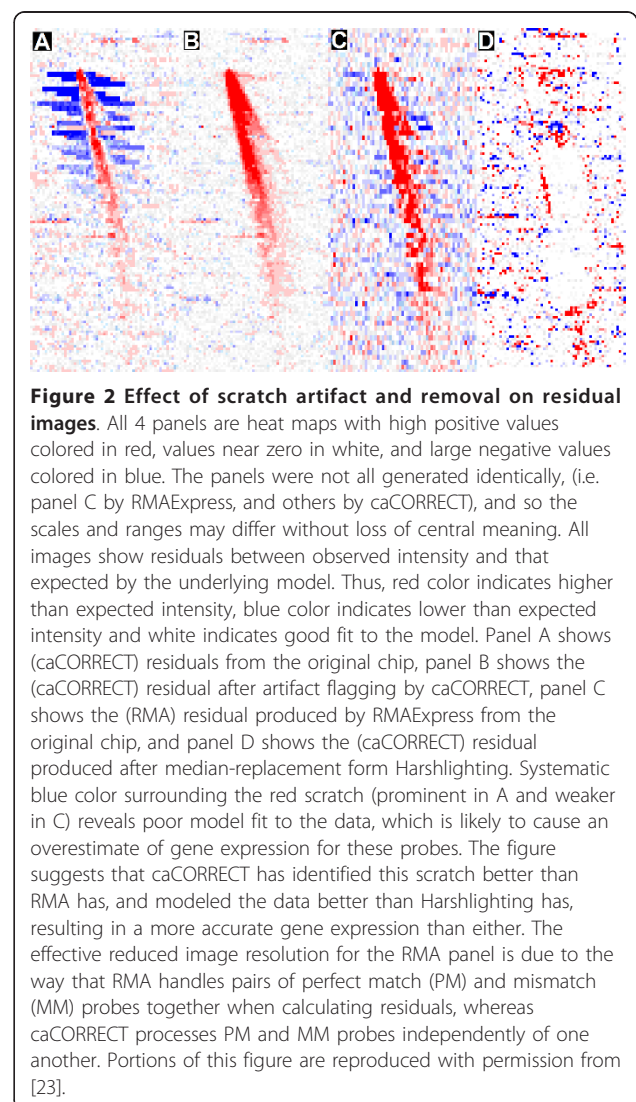 A B C D
Figure 2 Effect of scratch artifact and removal on residual
images. All 4 panels are heat maps with high positive values
colored in red, values near zero in white, and large negative values
colored in blue. The panels were not all generated identically, (i.e.
panel C by RMAExpress, and others by caCORRECT), and so the
scales and ranges may differ without loss of central meaning. All
images show residuals between observed intensity and that
expected by the underlying model. Thus, red color indicates higher
than expected intensity, blue color indicates lower than expected
intensity and white indicates good fit to the model. Panel A shows
(caCORRECT) residuals from the original chip, panel B shows the
(caCORRECT) residual after artifact flagging by caCORRECT, panel C
shows the (RMA) residual produced by RMAExpress from the
original chip, and panel D shows the (caCORRECT) residual
produced after median-replacement form Harshlighting. Systematic
blue color surrounding the red scratch (prominent in A and weaker
in C) reveals poor model fit to the data, which is likely to cause an
overestimate of gene expression for these probes. The figure
suggests that caCORRECT has identified this scratch better than
RMA has, and modeled the data better than Harshlighting has,
resulting in a more accurate gene expression than either. The
effective reduced image resolution for the RMA panel is due to the
way that RMA handles pairs of perfect match (PM) and mismatch
(MM) probes together when calculating residuals, whereas
caCORRECT processes PM and MM probes independently of one
another. Portions of this figure are reproduced with permission from
[23].